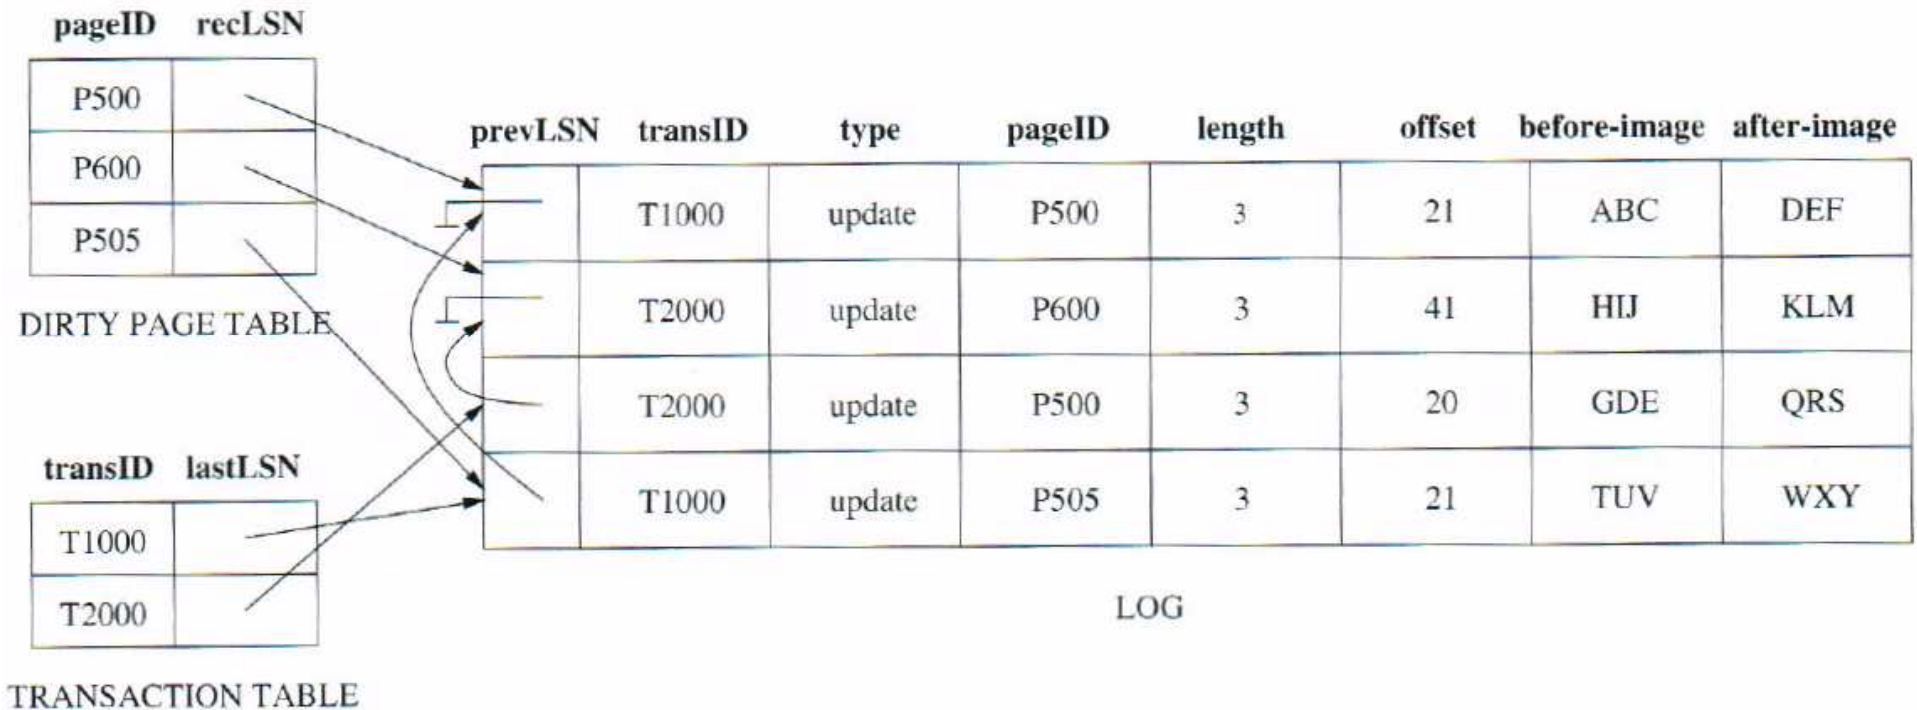 pageID recLSN
P500
P600
P505
DIRTY PAGE TABLE
prevLSN transID type pageID length offset before-image after-image
T1000 update P500 3 21 ABC DEF
T2000 update P600 3 41 HIJ KLM
T2000 update P500 3 20 GDE QRS
T1000 update P505 3 21 TUV WXY
LOG
transID lastLSN
T1000
T2000
TRANSACTION TABLE